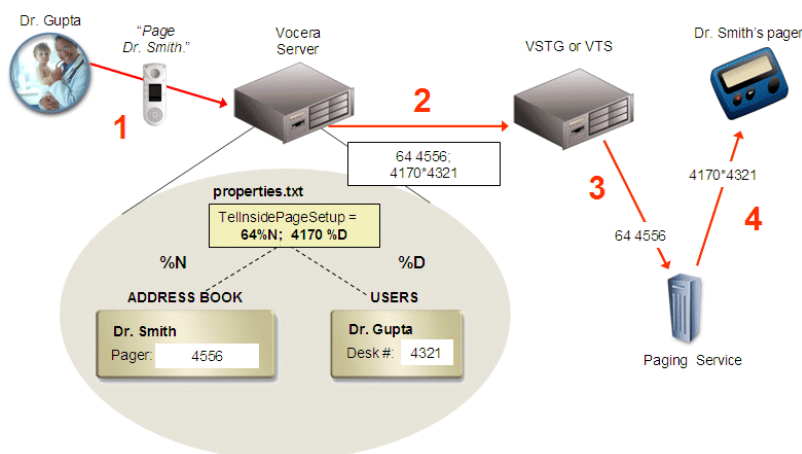 Dr. Gupta
"Page
Dr. Smith."
Vocera
Server
VSTG or VTS
Dr. Smith's pager
1
2
64 4556;
4170*4321
3
4170*4321
4
64 4556
properties.txt
TellInsidePageSetup =
64%N; 4170 %D
%N
%D
ADDRESS BOOK
USERS
Dr. Smith
Pager: 4556
Dr. Gupta
Desk #: 4321
Paging Service